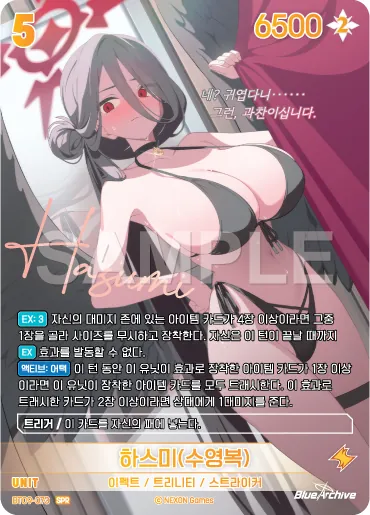 5
6500
2
네? 귀엽다니……
그런, 과찬이십니다.
Hasumi
SAMPLE
EX: 3 자신의 대미지 존에 있는 아이템 카드가 4장 이상이라면 그중
1장을 골라 사이즈를 무시하고 장착한다. 자신은 이 턴이 끝날 때까지
EX 효과를 발동할 수 없다.
액티브: 어택 이 턴 동안 이 유닛이 효과로 장착한 아이템 카드가 1장 이상
이라면 이 유닛이 장착한 아이템 카드를 모두 드래시한다. 이 효과로
드래시한 카드가 2장 이상이라면 상대에게 1대미지를 준다.
트리거 / 이 카드를 자신의 패에 넣는다.
하스미(수영복)
UNIT
이펙트 / 트리니티 / 스트라이커
SPR
© NEXON Games
BlueArchive